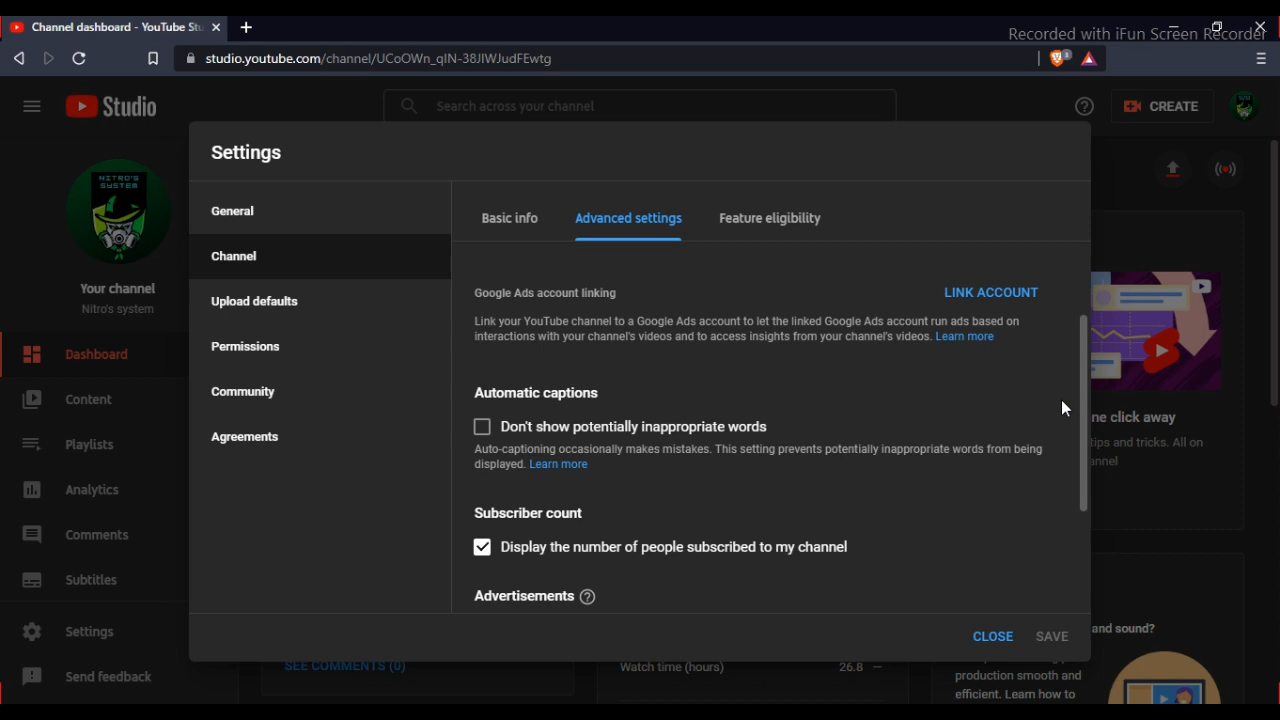 Channel dashboard - YouTube St
Recorded with iFun Screen Recorder
studio.youtube.com/channel/UCoOWn_qIN-38JIWJudFEwtg
Studio
Search across your channel
CREATE
NITRO'S
SYSTEM
Your channel
Nitro's system
Dashboard
Content
Playlists
Analytics
Comments
Subtitles
Settings
Send feedback
Settings
General
Channel
Upload defaults
Permissions
Community
Agreements
Basic info
Advanced settings
Feature eligibility
Google Ads account linking
LINK ACCOUNT
Link your YouTube channel to a Google Ads account to let the linked Google Ads account run ads based on
interactions with your channel's videos and to access insights from your channel's videos. Learn more
Automatic captions
Don't show potentially inappropriate words
Auto-captioning occasionally makes mistakes. This setting prevents potentially inappropriate words from being
displayed. Learn more
Subscriber count
Display the number of people subscribed to my channel
Advertisements
CLOSE
SAVE
SEE COMMENTS (0)
Watch time (hours)
26.8 —
ne click away
tips and tricks. All on
annel
and sound?
production smooth and
efficient. Learn how to